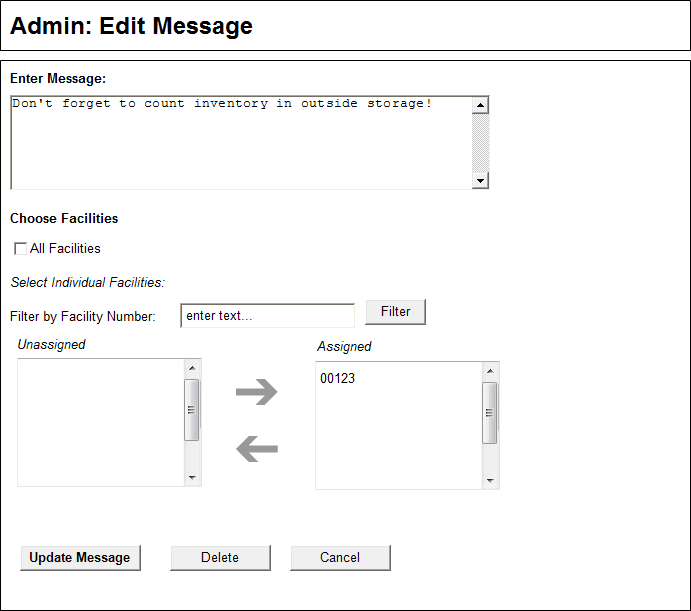 Admin: Edit Message
Enter Message:
Don't forget to count inventory in outside storage!
Choose Facilities
All Facilities
Select Individual Facilities:
Filter by Facility Number: enter text... Filter
Unassigned Assigned
00123
Update Message Delete Cancel